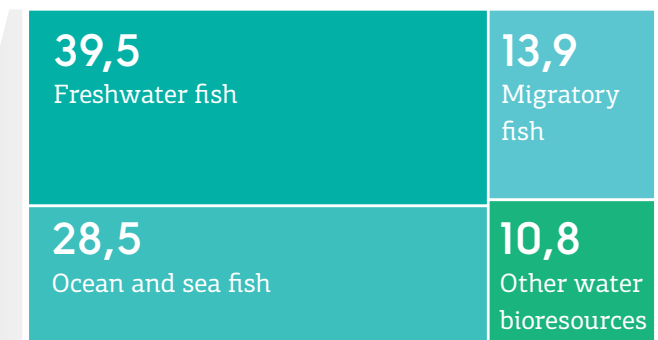 39,5
Freshwater fish
13,9
Migratory
fish
28,5
Ocean and sea fish
10,8
Other water
bioresources